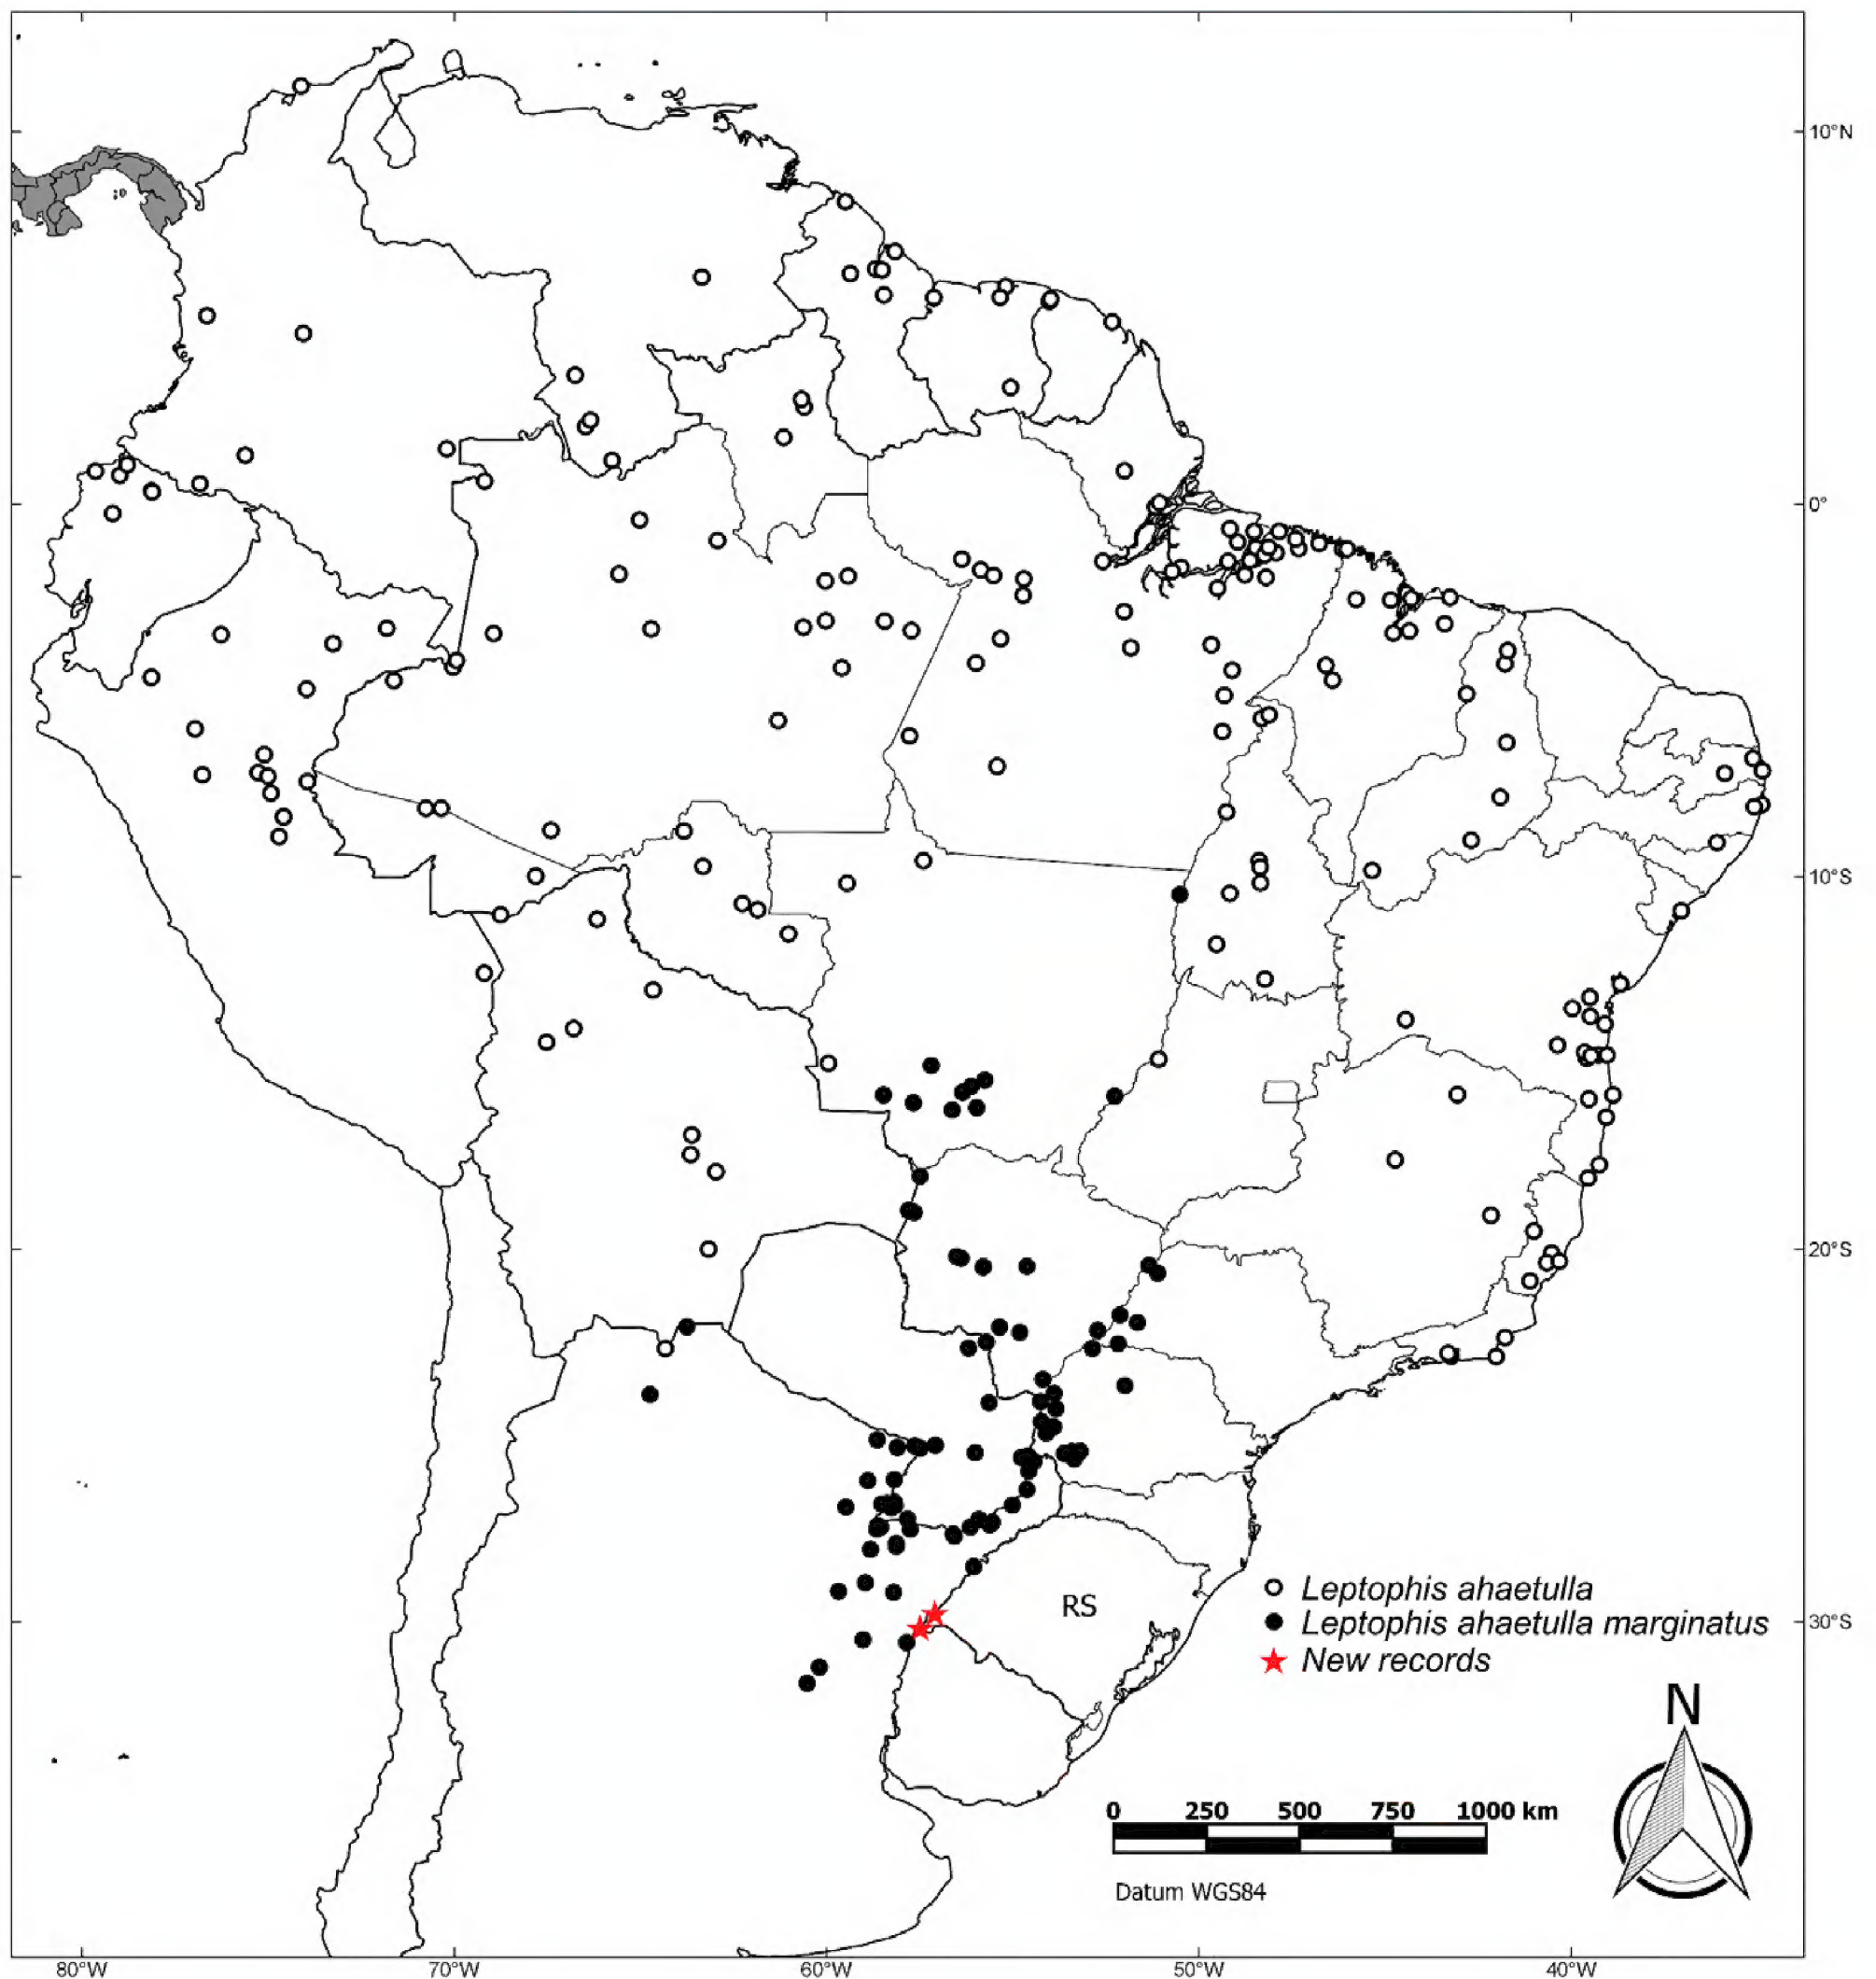 10°N
0°
10°S
20°S
RS
Leptophis ahaetulla
Leptophis ahaetulla marginatus
30°S
New records
N
0 250 500 750 1000 km
Datum WGS84
80°W 70°W 60°W 50°W 40°W